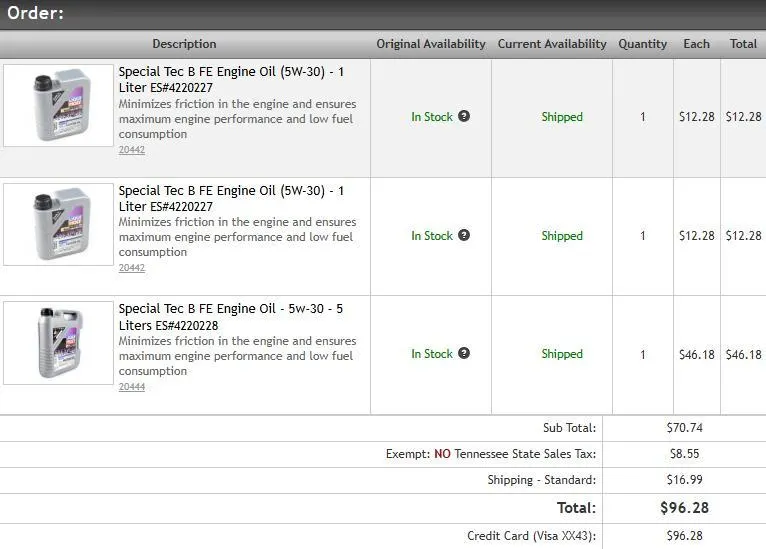 Order:
Description Original Availability Current Availability Quantity Each Total
Special Tec B FE Engine Oil (5W-30) - 1
Liter ES#4220227
Minimizes friction in the engine and ensures
maximum engine performance and low fuel
consumption
20442
In Stock ? Shipped 1 $12.28 $12.28
Special Tec B FE Engine Oil (5W-30) - 1
Liter ES#4220227
Minimizes friction in the engine and ensures
maximum engine performance and low fuel
consumption
20442
In Stock ? Shipped 1 $12.28 $12.28
Special Tec B FE Engine Oil - 5w-30 - 5
Liters ES#4220228
Minimizes friction in the engine and ensures
maximum engine performance and low fuel
consumption
20444
In Stock ? Shipped 1 $46.18 $46.18
Sub Total: $70.74
Exempt: NO Tennessee State Sales Tax: $8.55
Shipping - Standard: $16.99
Total: $96.28
Credit Card (Visa XX43): $96.28